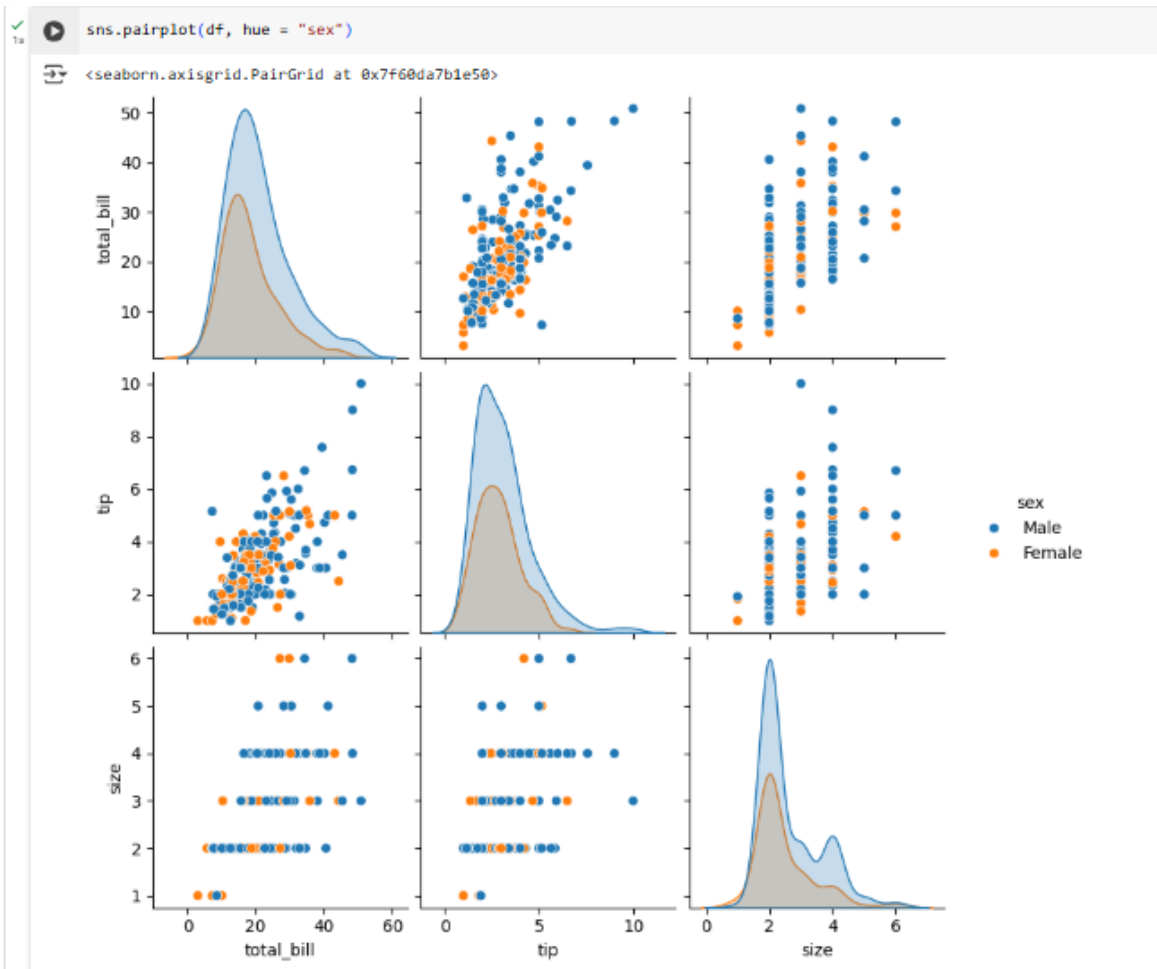 1s
sns.pairplot(df, hue = "sex")
<seaborn.axisgrid.PairGrid at 0x7f60da7b1e50>
50
40
30
20
10
total_bill
10
8
6
4
2
tip
sex
Male
Female
6
5
4
3
2
1
size
0 20 40 60
0 5 10
0 2 4 6
total_bill tip size